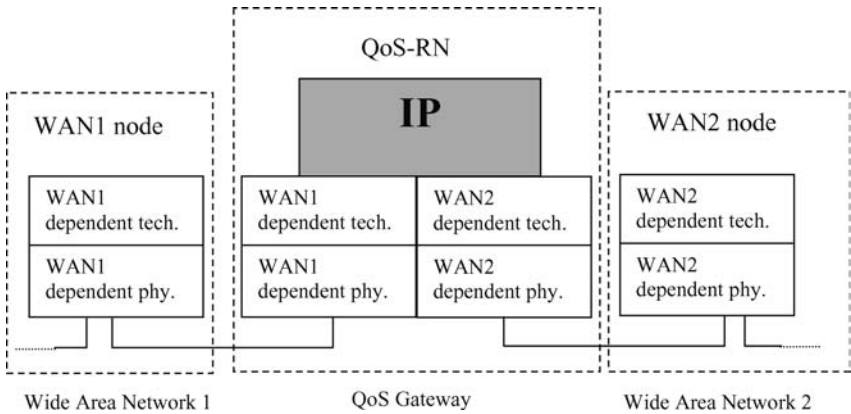 QoS-RN
IP
WAN1 node
WAN2 node
WAN1
dependent tech.
WAN1
dependent phy.
WAN1
dependent tech.
WAN2
dependent tech.
WAN1
dependent phy.
WAN2
dependent phy.
WAN2
dependent tech.
WAN2
dependent phy.
Wide Area Network 1
QoS Gateway
Wide Area Network 2